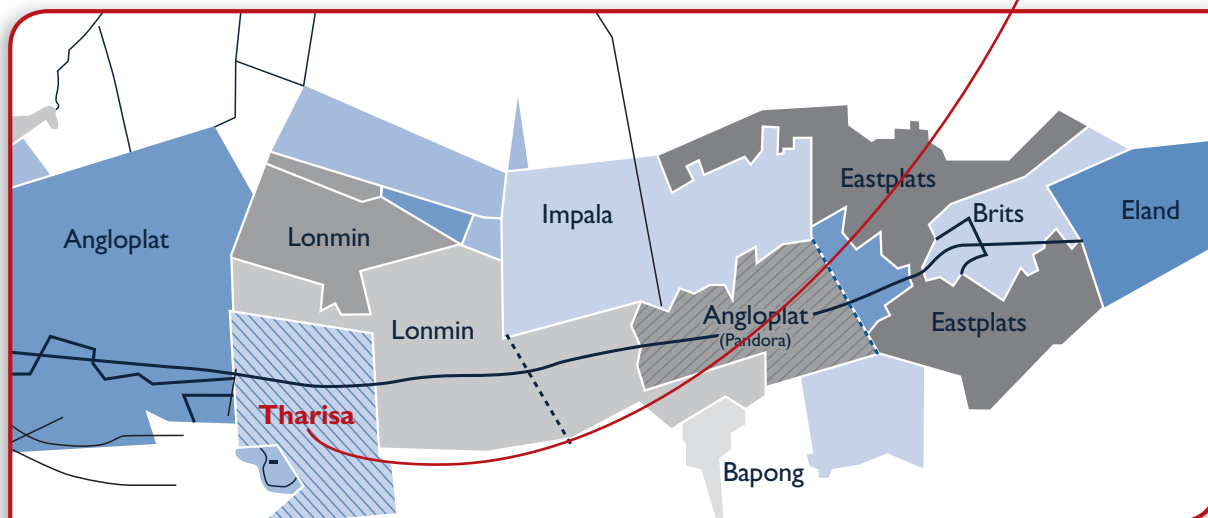 Eastplats
Brits
Eland
Impala
Angloplat
Lonmin
Angloplat
(Pandora)
Eastplats
Lonmin
Tharisa
Bapong